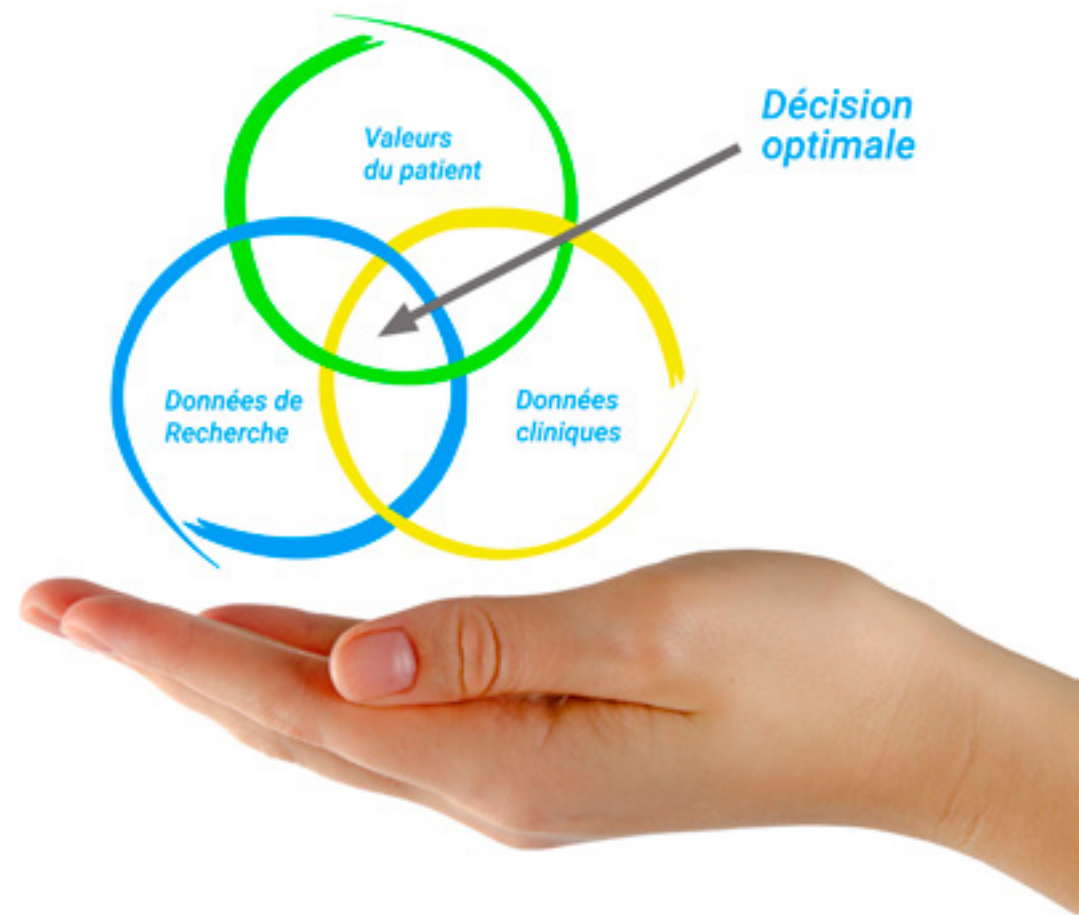 Valeurs
du patient
Décision
optimale
Données de
Recherche
Données
cliniques